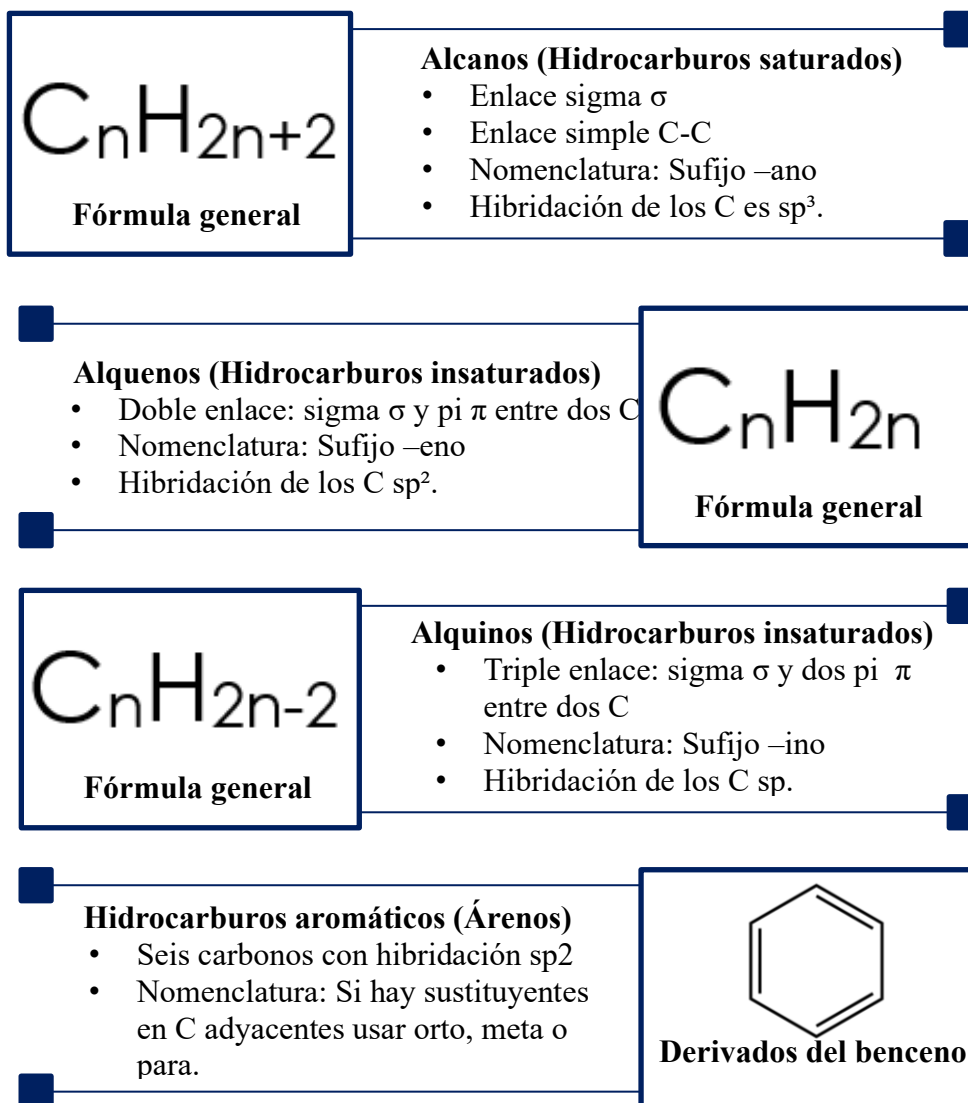 CnH2n+2
Fórmula general
Alcanos (Hidrocarburos saturados)
• Enlace sigma σ
• Enlace simple C-C
• Nomenclatura: Sufijo –ano
• Hibridación de los C es sp³.
Alquenos (Hidrocarburos insaturados)
• Doble enlace: sigma σ y pi π entre dos C
• Nomenclatura: Sufijo –eno
• Hibridación de los C sp².
CnH2n
Fórmula general
CnH2n-2
Fórmula general
Alquinos (Hidrocarburos insaturados)
• Triple enlace: sigma σ y dos pi π
entre dos C
• Nomenclatura: Sufijo –ino
• Hibridación de los C sp.
Hidrocarburos aromáticos (Árenos)
• Seis carbonos con hibridación sp2
• Nomenclatura: Si hay sustituyentes
en C adyacentes usar orto, meta o
para.
Derivados del benceno